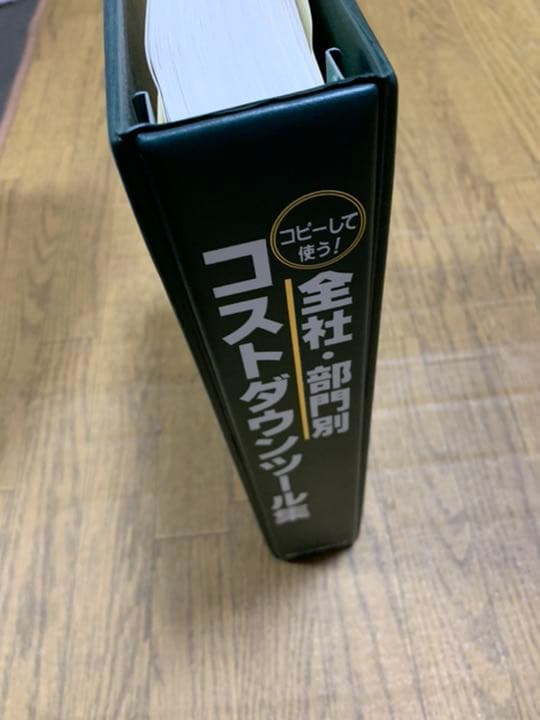 コピーして
使う!
全社・部門別
コストダウンツール集